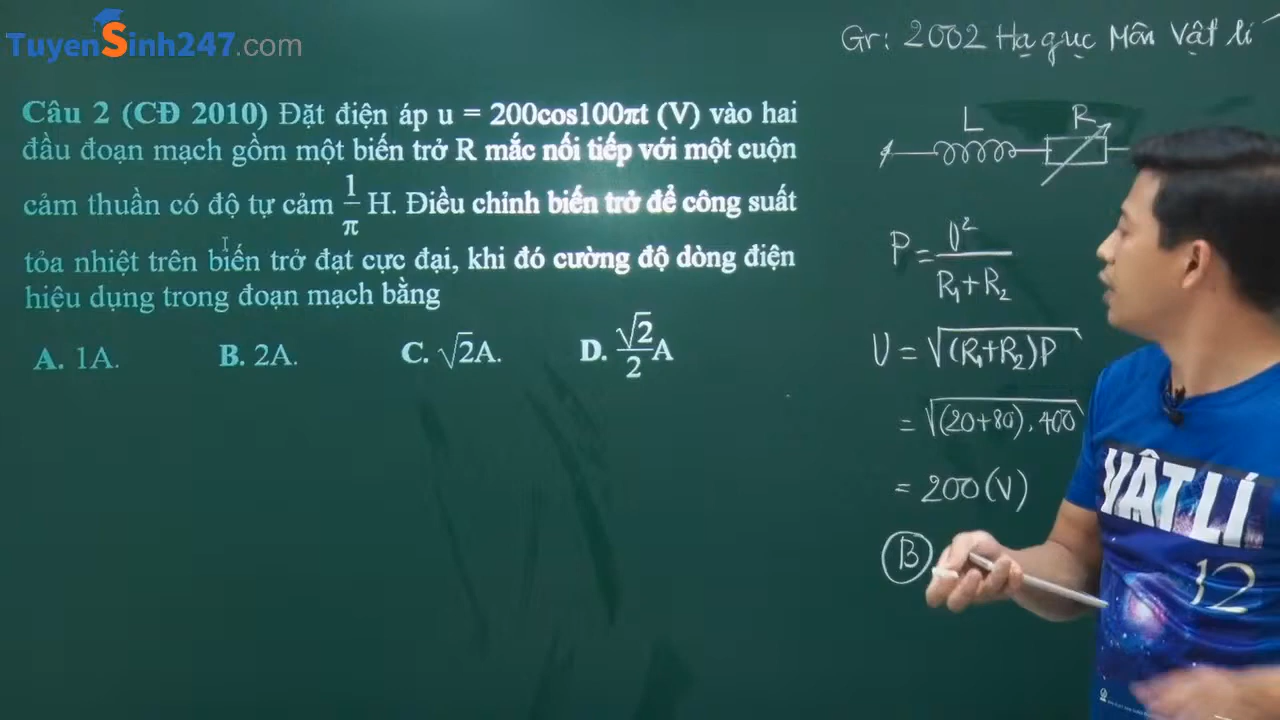 TuyenSinh247.com
Gr: 2002 Hạ gục Môn Vật lí
Câu 2 (CĐ 2010) Đặt điện áp u = 200cos100πt (V) vào hai
đầu đoạn mạch gồm một biến trở R mắc nối tiếp với một cuộn
cảm thuần có độ tự cảm 1/π H. Điều chỉnh biến trở để công suất
tỏa nhiệt trên biến trở đạt cực đại, khi đó cường độ dòng điện
hiệu dụng trong đoạn mạch bằng
A. 1A. B. 2A. C. √2A. D. √2/2 A
L R
P = U²/(R₁+R₂)
U = √(R₁+R₂)P
= √(20+80).400
= 200(V)
B
VẬT LÍ
12